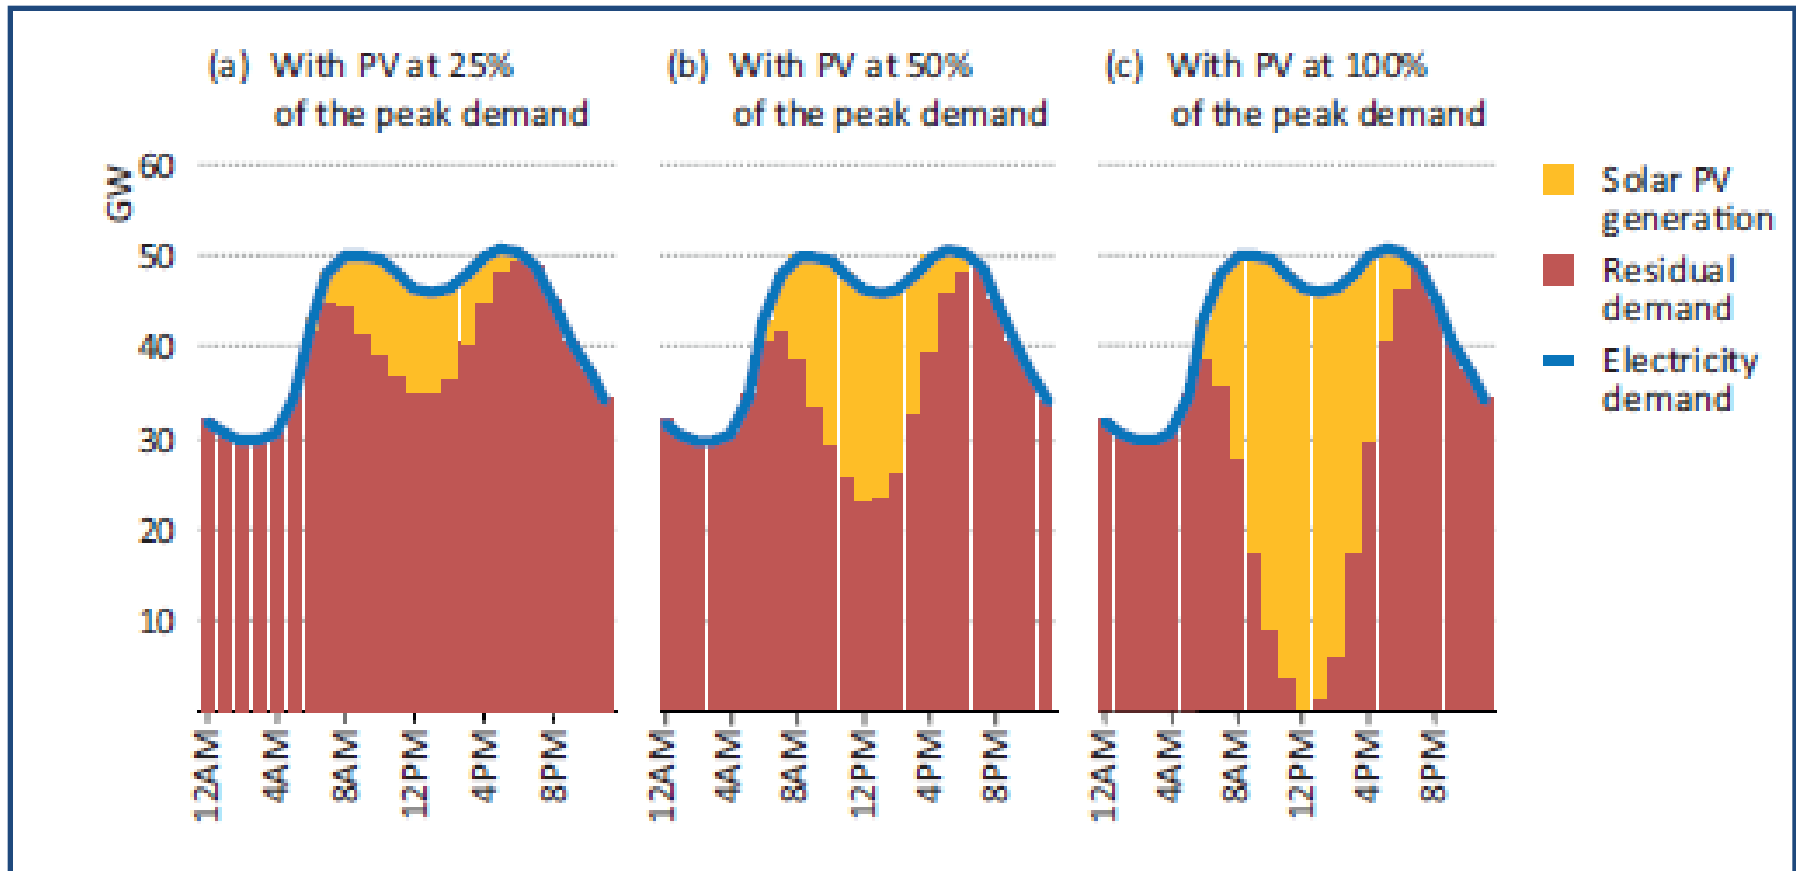 (a) With PV at 25%
of the peak demand
(b) With PV at 50%
of the peak demand
(c) With PV at 100%
of the peak demand
GW
60
50
40
30
20
10
12AM
4AM
8AM
12PM
4PM
8PM
12AM
4AM
8AM
12PM
4PM
8PM
12AM
4AM
8AM
12PM
4PM
8PM
Solar PV
generation
Residual
demand
Electricity
demand